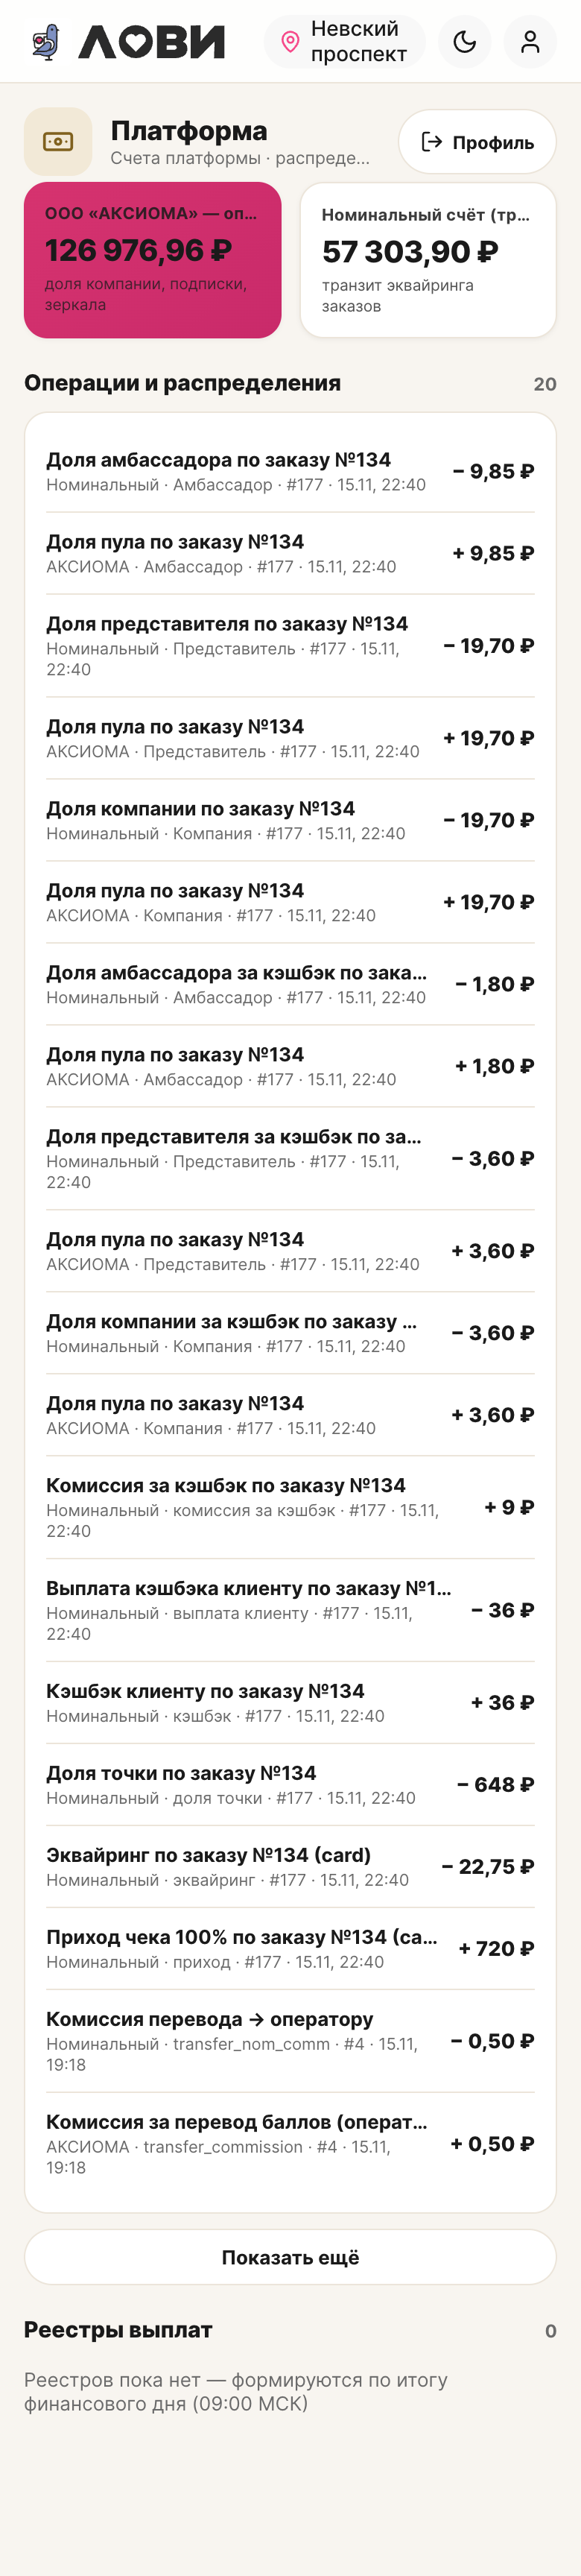 ЛОВИ
Невский
проспект
Платформа
Счета платформы · распреде...
Профиль
ООО «АКСИОМА» — оп...
126 976,96 ₽
доля компании, подписки,
зеркала
Номинальный счёт (тр...
57 303,90 ₽
транзит эквайринга
заказов
Операции и распределения
20
Доля амбассадора по заказу №134
Номинальный · Амбассадор · #177 · 15.11, 22:40
− 9,85 ₽
Доля пула по заказу №134
АКСИОМА · Амбассадор · #177 · 15.11, 22:40
+ 9,85 ₽
Доля представителя по заказу №134
Номинальный · Представитель · #177 · 15.11,
22:40
− 19,70 ₽
Доля пула по заказу №134
АКСИОМА · Представитель · #177 · 15.11, 22:40
+ 19,70 ₽
Доля компании по заказу №134
Номинальный · Компания · #177 · 15.11, 22:40
− 19,70 ₽
Доля пула по заказу №134
АКСИОМА · Компания · #177 · 15.11, 22:40
+ 19,70 ₽
Доля амбассадора за кэшбэк по зака...
Номинальный · Амбассадор · #177 · 15.11, 22:40
− 1,80 ₽
Доля пула по заказу №134
АКСИОМА · Амбассадор · #177 · 15.11, 22:40
+ 1,80 ₽
Доля представителя за кэшбэк по за...
Номинальный · Представитель · #177 · 15.11,
22:40
− 3,60 ₽
Доля пула по заказу №134
АКСИОМА · Представитель · #177 · 15.11, 22:40
+ 3,60 ₽
Доля компании за кэшбэк по заказу ...
Номинальный · Компания · #177 · 15.11, 22:40
− 3,60 ₽
Доля пула по заказу №134
АКСИОМА · Компания · #177 · 15.11, 22:40
+ 3,60 ₽
Комиссия за кэшбэк по заказу №134
Номинальный · комиссия за кэшбэк · #177 · 15.11,
22:40
+ 9 ₽
Выплата кэшбэка клиенту по заказу №1...
Номинальный · выплата клиенту · #177 · 15.11,
22:40
− 36 ₽
Кэшбэк клиенту по заказу №134
Номинальный · кэшбэк · #177 · 15.11, 22:40
+ 36 ₽
Доля точки по заказу №134
Номинальный · доля точки · #177 · 15.11, 22:40
− 648 ₽
Эквайринг по заказу №134 (card)
Номинальный · эквайринг · #177 · 15.11, 22:40
− 22,75 ₽
Приход чека 100% по заказу №134 (ca...
Номинальный · приход · #177 · 15.11, 22:40
+ 720 ₽
Комиссия перевода → оператору
Номинальный · transfer_nom_comm · #4 · 15.11,
19:18
− 0,50 ₽
Комиссия за перевод баллов (операт...
АКСИОМА · transfer_commission · #4 · 15.11,
19:18
+ 0,50 ₽
Показать ещё
Реестры выплат
0
Реестров пока нет — формируются по итогу
финансового дня (09:00 МСК)